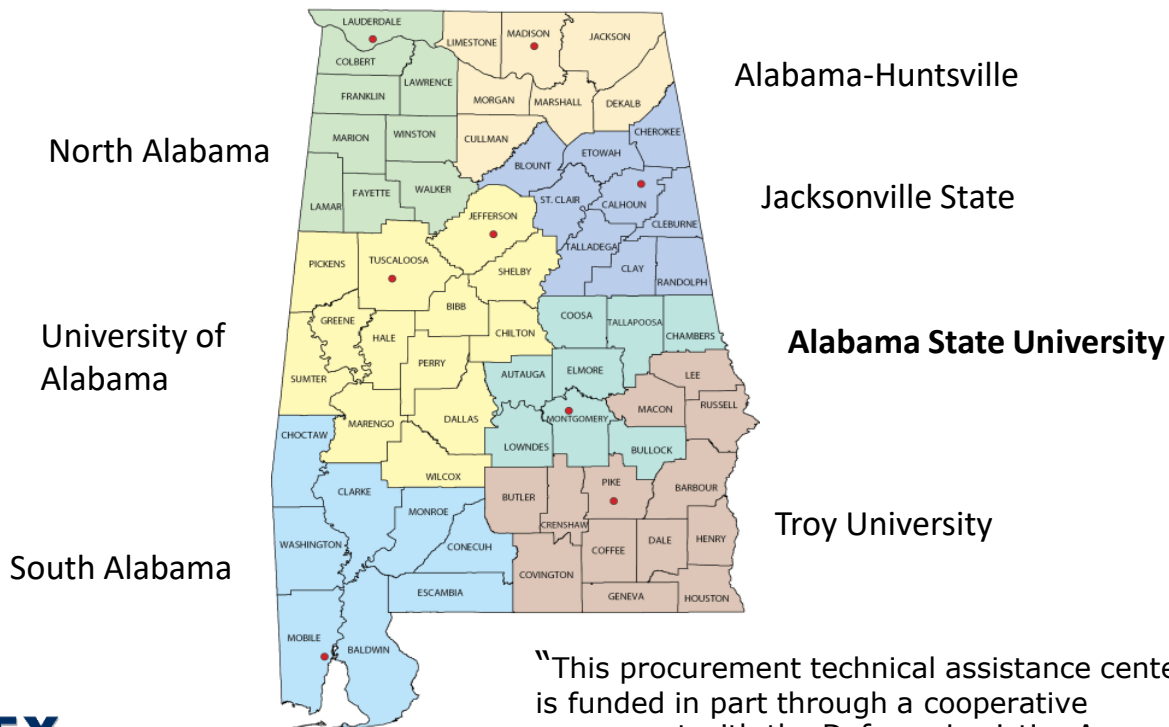 LAUDERDALE
LIMESTONE
MADISON
JACKSON
COLBERT
LAWRENCE
FRANKLIN
MORGAN
MARSHALL
DEKALB
Alabama-Huntsville
North Alabama
MARION
WINSTON
CULLMAN
CHEROKEE
ETOWAH
BLOUNT
Jacksonville State
LAMAR
FAYETTE
WALKER
JEFFERSON
ST. CLAIR
CALHOUN
CLEBURNE
TALLADEGA
CLAY
RANDOLPH
PICKENS
TUSCALOOSA
SHELBY
BIBB
University of
Alabama
GREENE
HALE
CHILTON
PERRY
SUMTER
MARENGO
DALLAS
WILCOX
COOSA
TALLAPOOSA
CHAMBERS
Alabama State University
AUTAUGA
ELMORE
MONTGOMERY
LOWNDES
BULLOCK
LEE
MACON
RUSSELL
CHOCTAW
CLARKE
MONROE
WASHINGTON
CONECUH
South Alabama
ESCAMBIA
MOBILE
BALDWIN
BUTLER
CRENSHAW
PIKE
BARBOUR
Troy University
COFFEE
DALE
HENRY
COVINGTON
GENEVA
HOUSTON
“This procurement technical assistance cente
is funded in part through a cooperative